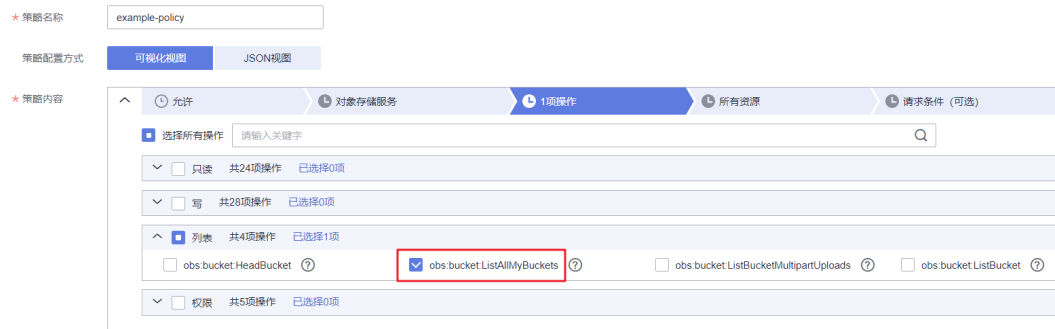 * 策略名称 example-policy
策略配置方式 可视化视图 JSON视图
* 策略内容 允许 对象存储服务 1项操作 所有资源 请求条件（可选）
选择所有操作 请输入关键字
只读 共24项操作 已选择0项
写 共28项操作 已选择0项
列表 共4项操作 已选择1项
obs:bucket:HeadBucket ? obs:bucket:ListAllMyBuckets ? obs:bucket:ListBucketMultipartUploads ? obs:bucket:ListBucket ?
权限 共5项操作 已选择0项